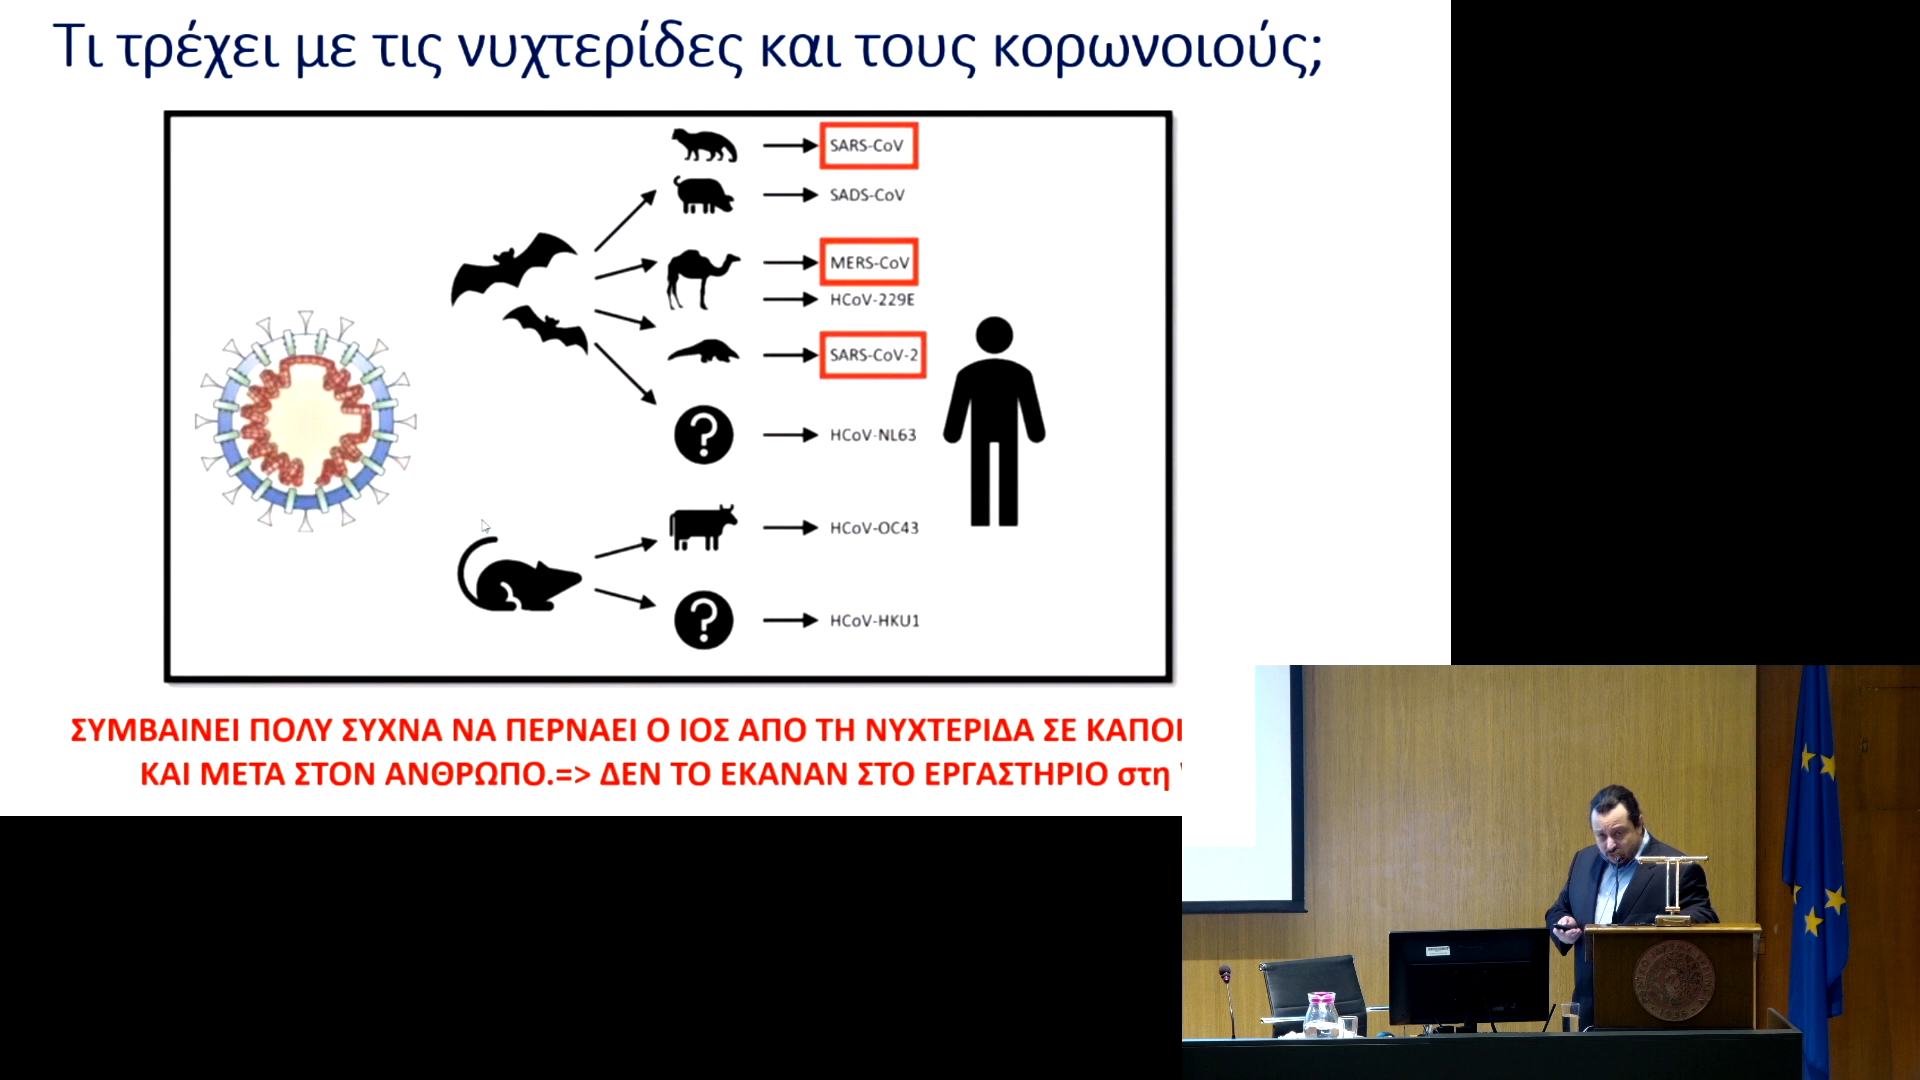 Τι τρέχει με τις νυχτερίδες και τους κορωνοιούς;
SARS-CoV
SADS-CoV
MERS-CoV
HCoV-229E
SARS-CoV-2
?
HCoV-NL63
HCoV-OC43
?
HCoV-HKU1
ΣΥΜΒΑΙΝΕΙ ΠΟΛΥ ΣΥΧΝΑ ΝΑ ΠΕΡΝΑΕΙ Ο ΙΟΣ ΑΠΟ ΤΗ ΝΥΧΤΕΡΙΔΑ ΣΕ
ΚΑΙ ΜΕΤΑ ΣΤΟΝ ΑΝΘΡΩΠΟ.=> ΔΕΝ ΤΟ ΕΚΑΝΑΝ ΣΤΟ ΕΡΓΑΣΤΗΡΙΟ στη